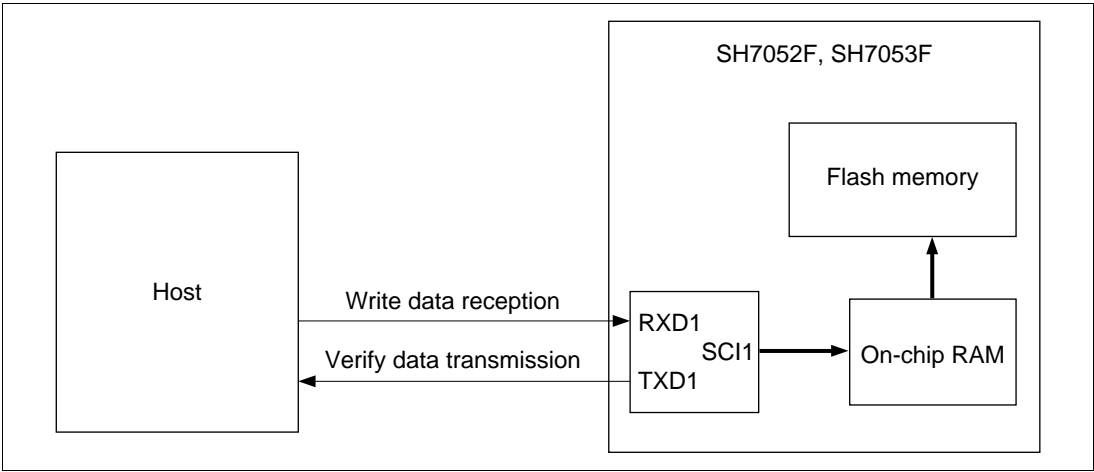 SH7052F, SH7053F
Flash memory
Host
Write data reception
RXD1
SCI1
On-chip RAM
Verify data transmission
TXD1